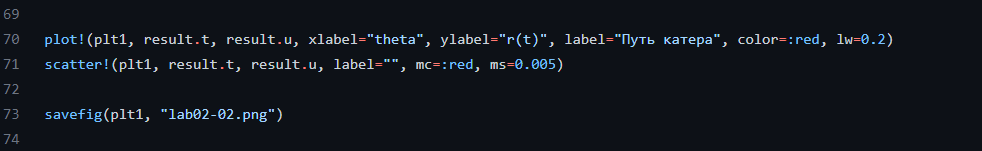 69
70 plot!(plt1, result.t, result.u, xlabel="theta", ylabel="r(t)", label="Путь катера", color=:red, lw=0.2)
71 scatter!(plt1, result.t, result.u, label="", mc=:red, ms=0.005)
72
73 savefig(plt1, "lab02-02.png")
74